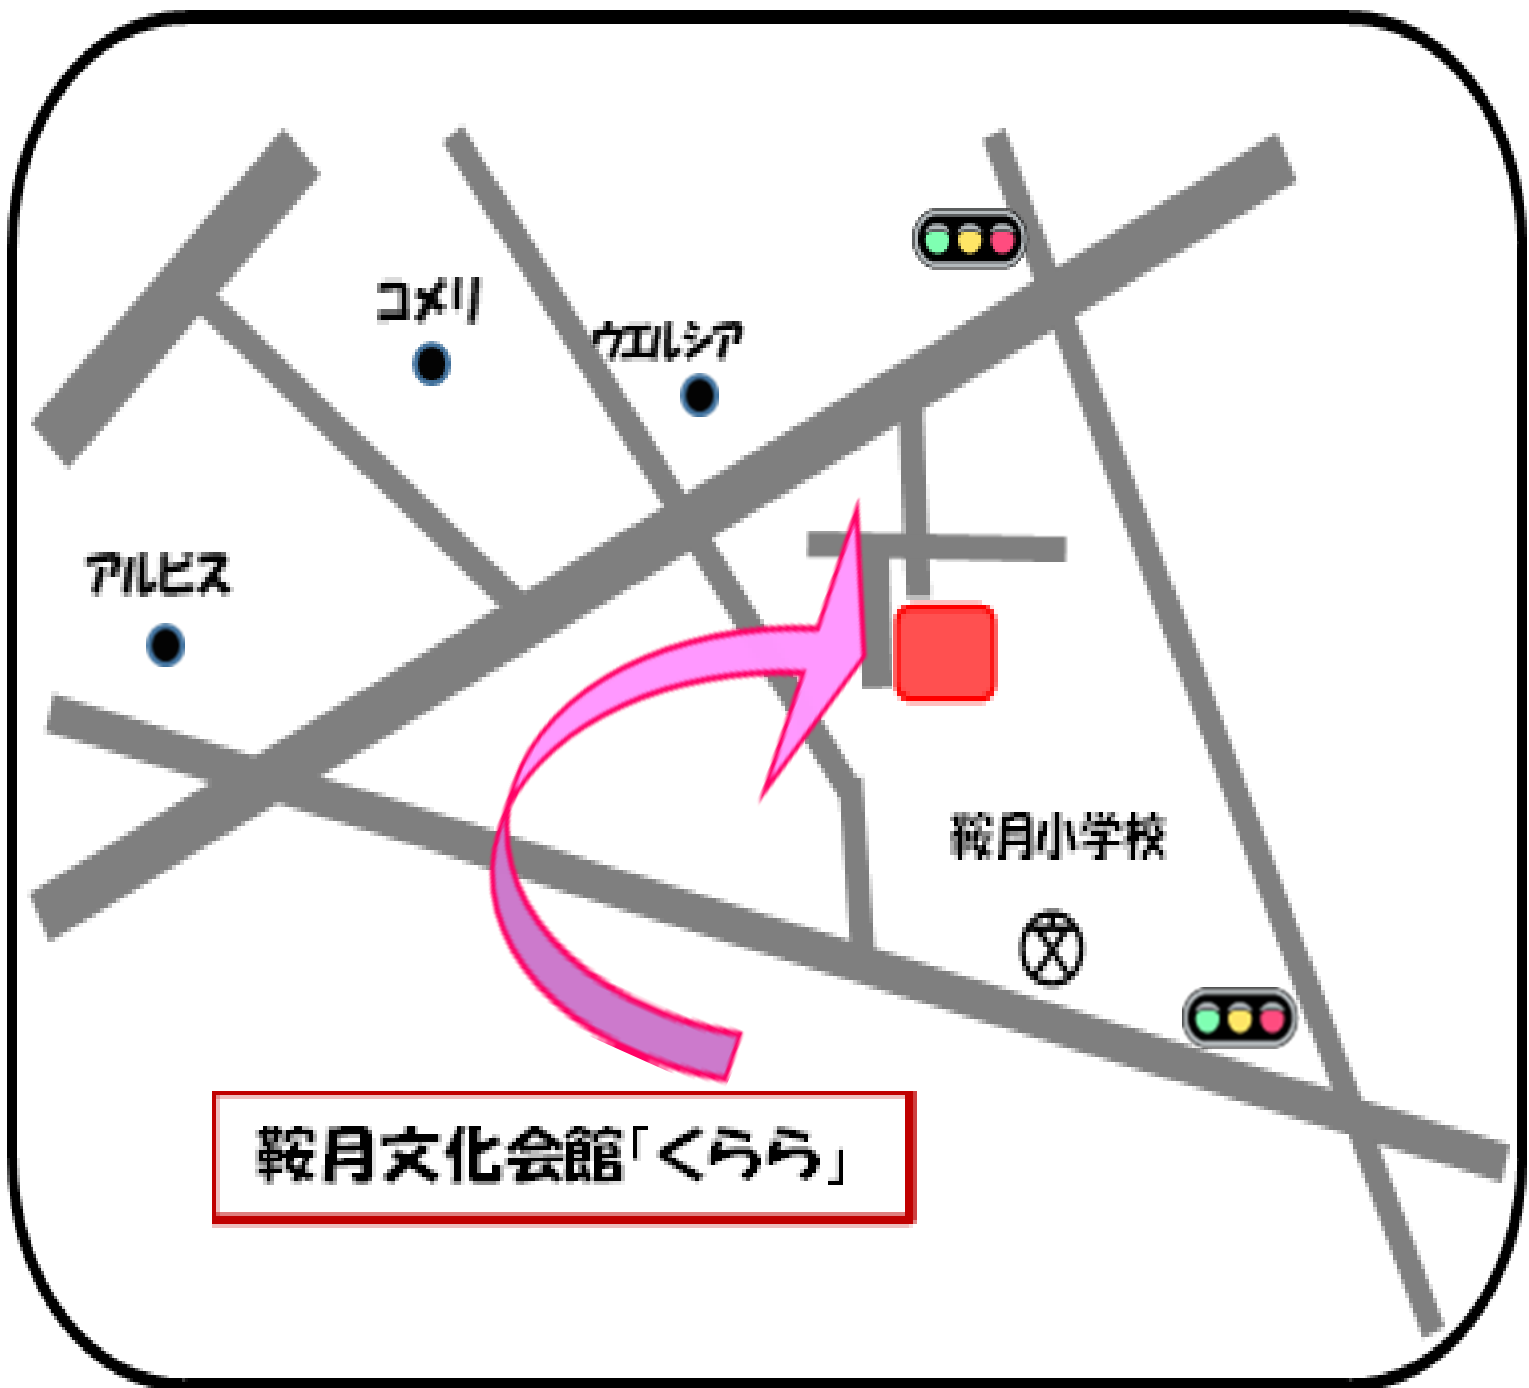 コメリ
ウエルシア
アルビス
鞍月小学校
文
鞍月文化会館「くらら」